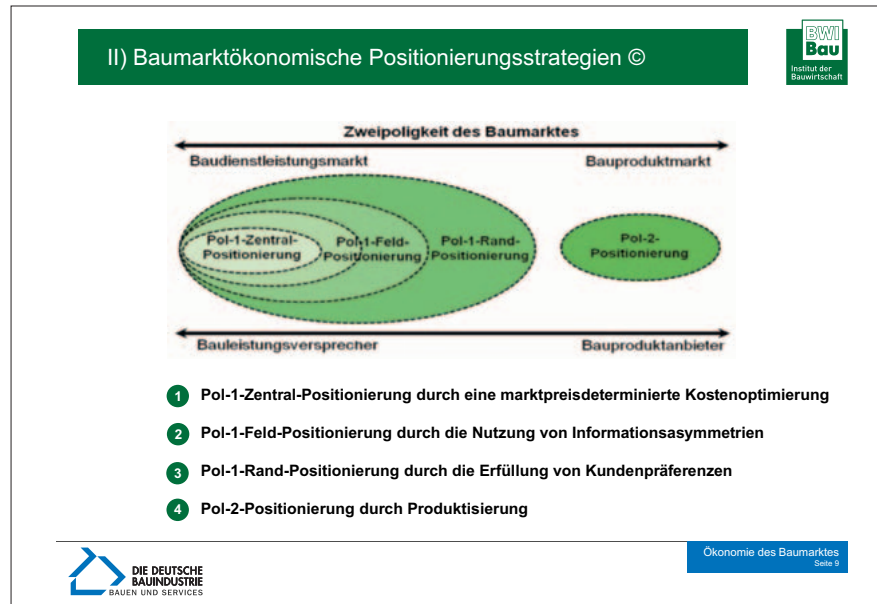 II) Baumarktökonomische Positionierungsstrategien ©
BWI
Bau
Institut der
Bauwirtschaft
Zweipoligkeit des Baumarktes
Baudienstleistungsmarkt
Bauproduktmarkt
Pol-1-Zentral-
Positionierung
Pol-1-Feld-
Positionierung
Pol-1-Rand-
Positionierung
Pol-2-
Positionierung
Bauleistungsversprecher
Bauproduktanbieter
1 Pol-1-Zentral-Positionierung durch eine marktpreisdeterminierte Kostenoptimierung
2 Pol-1-Feld-Positionierung durch die Nutzung von Informationsasymmetrien
3 Pol-1-Rand-Positionierung durch die Erfüllung von Kundenpräferenzen
4 Pol-2-Positionierung durch Produktisierung
DIE DEUTSCHE
BAUINDUSTRIE
BAUEN UND SERVICES
Ökonomie des Baumarktes
Seite 9